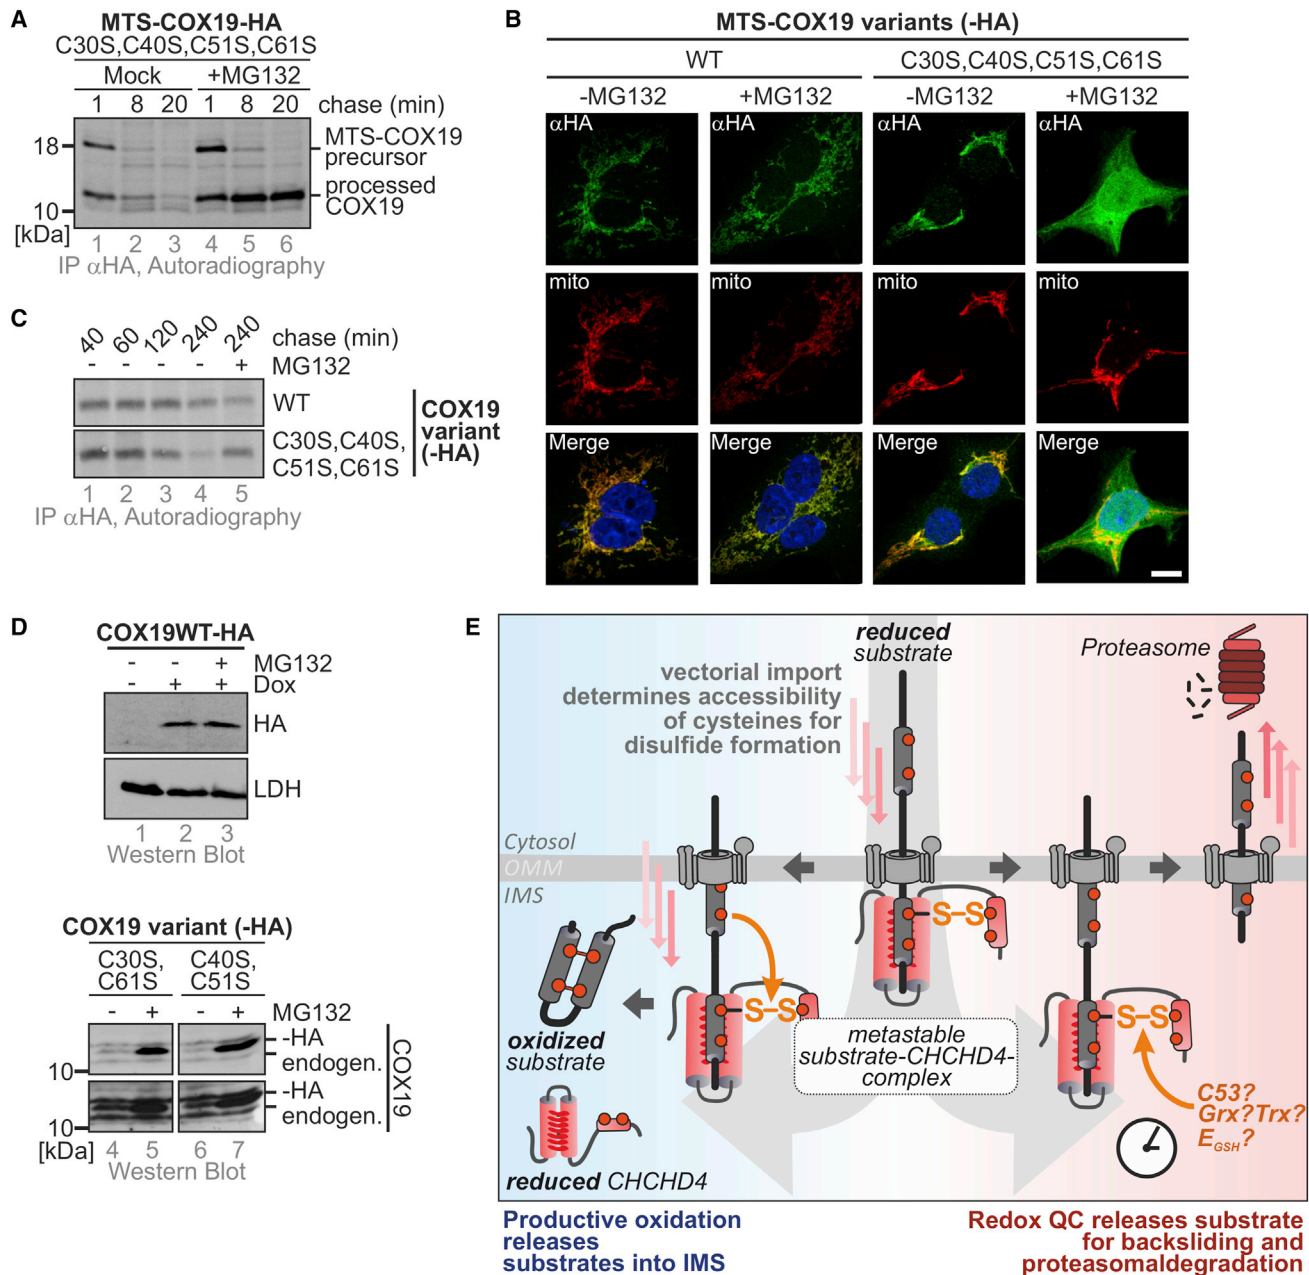 A
MTS-COX19-HA
C30S,C40S,C51S,C61S
Mock +MG132
1 8 20 1 8 20 chase (min)
18
MTS-COX19
precursor
processed
COX19
10
[kDa]
1 2 3 4 5 6
IP αHA, Autoradiography
B
MTS-COX19 variants (-HA)
WT C30S,C40S,C51S,C61S
-MG132 +MG132 -MG132 +MG132
αHA αHA αHA αHA
mito mito mito mito
Merge Merge Merge Merge
C
40 60 120 240 240 chase (min)
- - - - + MG132
WT
C30S,C40S,
C51S,C61S
COX19
variant
(-HA)
1 2 3 4 5
IP αHA, Autoradiography
D
COX19WT-HA
- - + MG132
- + + Dox
HA
LDH
1 2 3
Western Blot
COX19 variant (-HA)
C30S, C40S,
C61S C51S
- + - + MG132
-HA
endogen.
10
-HA
endogen.
10
COX19
[kDa] 4 5 6 7
Western Blot
E
reduced
substrate
Proteasome
vectorial import
determines accessibility
of cysteines for
disulfide formation
Cytosol
OMM
IMS
S–S
S–S
S–S
oxidized
substrate
metastable
substrate-CHCHD4-
complex
C53?
Grx?Trx?
EGSH?
reduced CHCHD4
Productive oxidation
releases
substrates into IMS
Redox QC releases substrate
for backsliding and
proteasomaldegradation